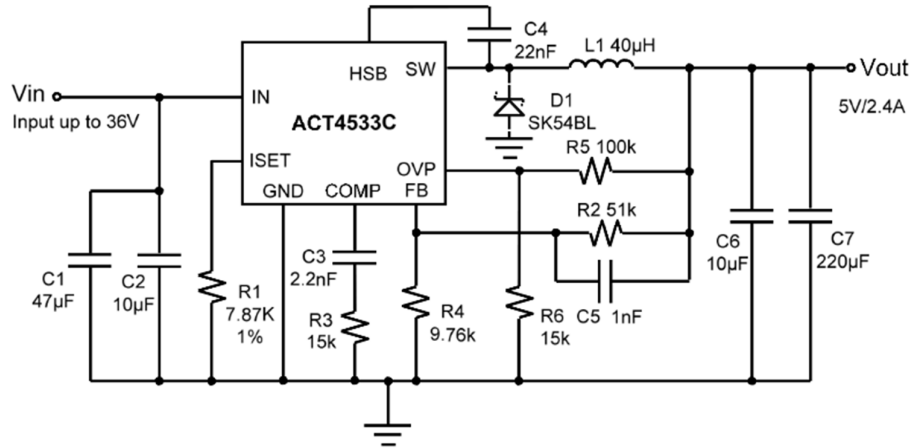 C4
22nF
L1 40µH
HSB
SW
Vin
Vout
IN
Input up to 36V
D1
SK54BL
5V/2.4A
ACT4533C
R5 100k
ISET
OVP
GND
COMP
FB
R2 51k
C1
47µF
C2
10µF
R1
7.87K
1%
C3
2.2nF
R3
15k
R4
9.76k
C5 1nF
R6
15k
C6
10µF
C7
220µF